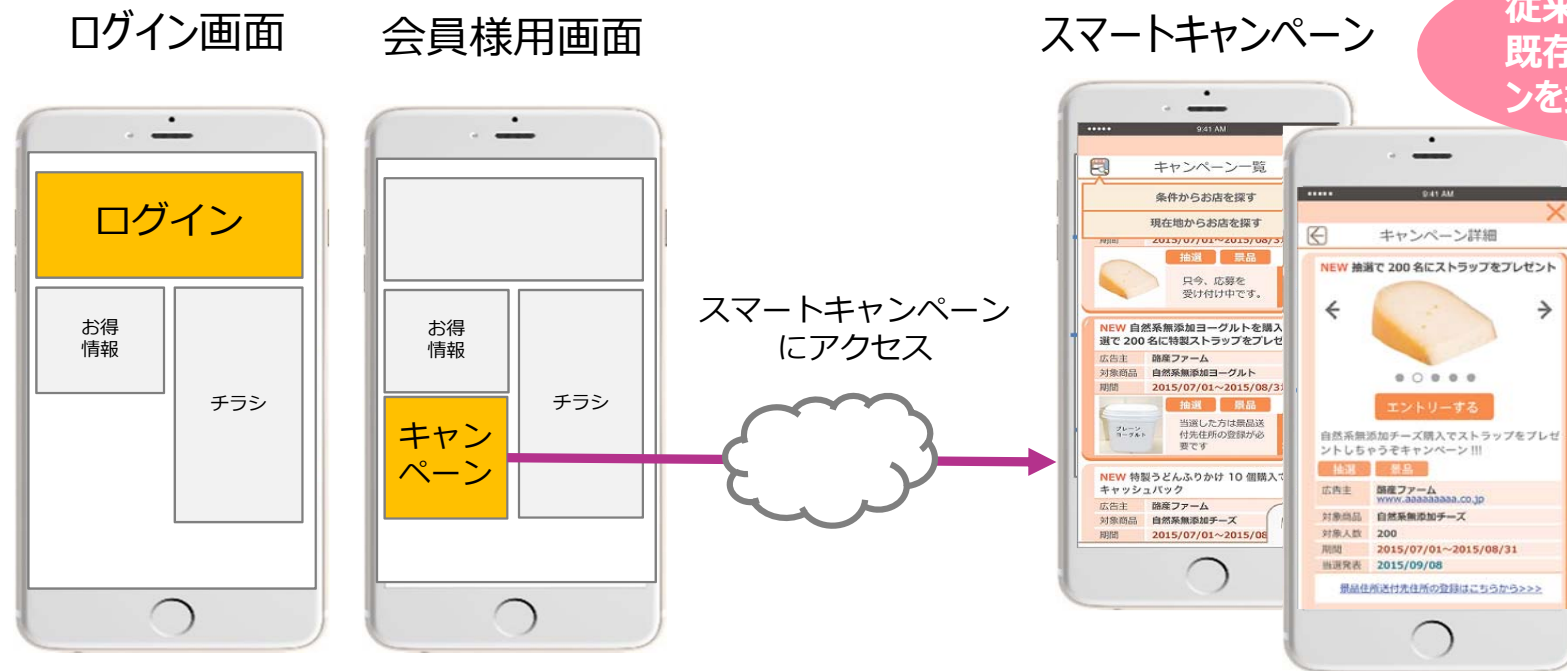 ログイン画面
会員様用画面
スマートキャンペーン
従来
既存
ンを
ログイン
お得
情報
チラシ
お得
情報
チラシ
キャン
ペーン
スマートキャンペーン
にアクセス
9:41 AM
キャンペーン一覧
条件からお店を探す
現在地からお店を探す
期間 2015/07/01~2015/08/31
抽選 景品
只今、応募を
受け付け中です。
NEW 自然系無添加ヨーグルトを購入
選で 200 名に特製ストラップをプレゼ
広告主 酪産ファーム
対象商品 自然系無添加ヨーグルト
期間 2015/07/01~2015/08/31
抽選 景品
プレーン
ヨーグルト
当選した方は景品送
付先住所の登録が必
要です
NEW 特製うどんふりかけ 10 個購入で
キャッシュバック
広告主 酪産ファーム
対象商品 自然系無添加チーズ
期間 2015/07/01~2015/08
9:41 AM
キャンペーン詳細
NEW 抽選で 200 名にストラップをプレゼント
エントリーする
自然系無添加チーズ購入でストラップをプレゼ
ントしちゃうぞキャンペーン !!!
抽選 景品
広告主 酪産ファーム
www.aaaaaaaaa.co.jp
対象商品 自然系無添加チーズ
対象人数 200
期間 2015/07/01~2015/08/31
当選発表 2015/09/08
景品住所送付先住所の登録はこちらから>>>